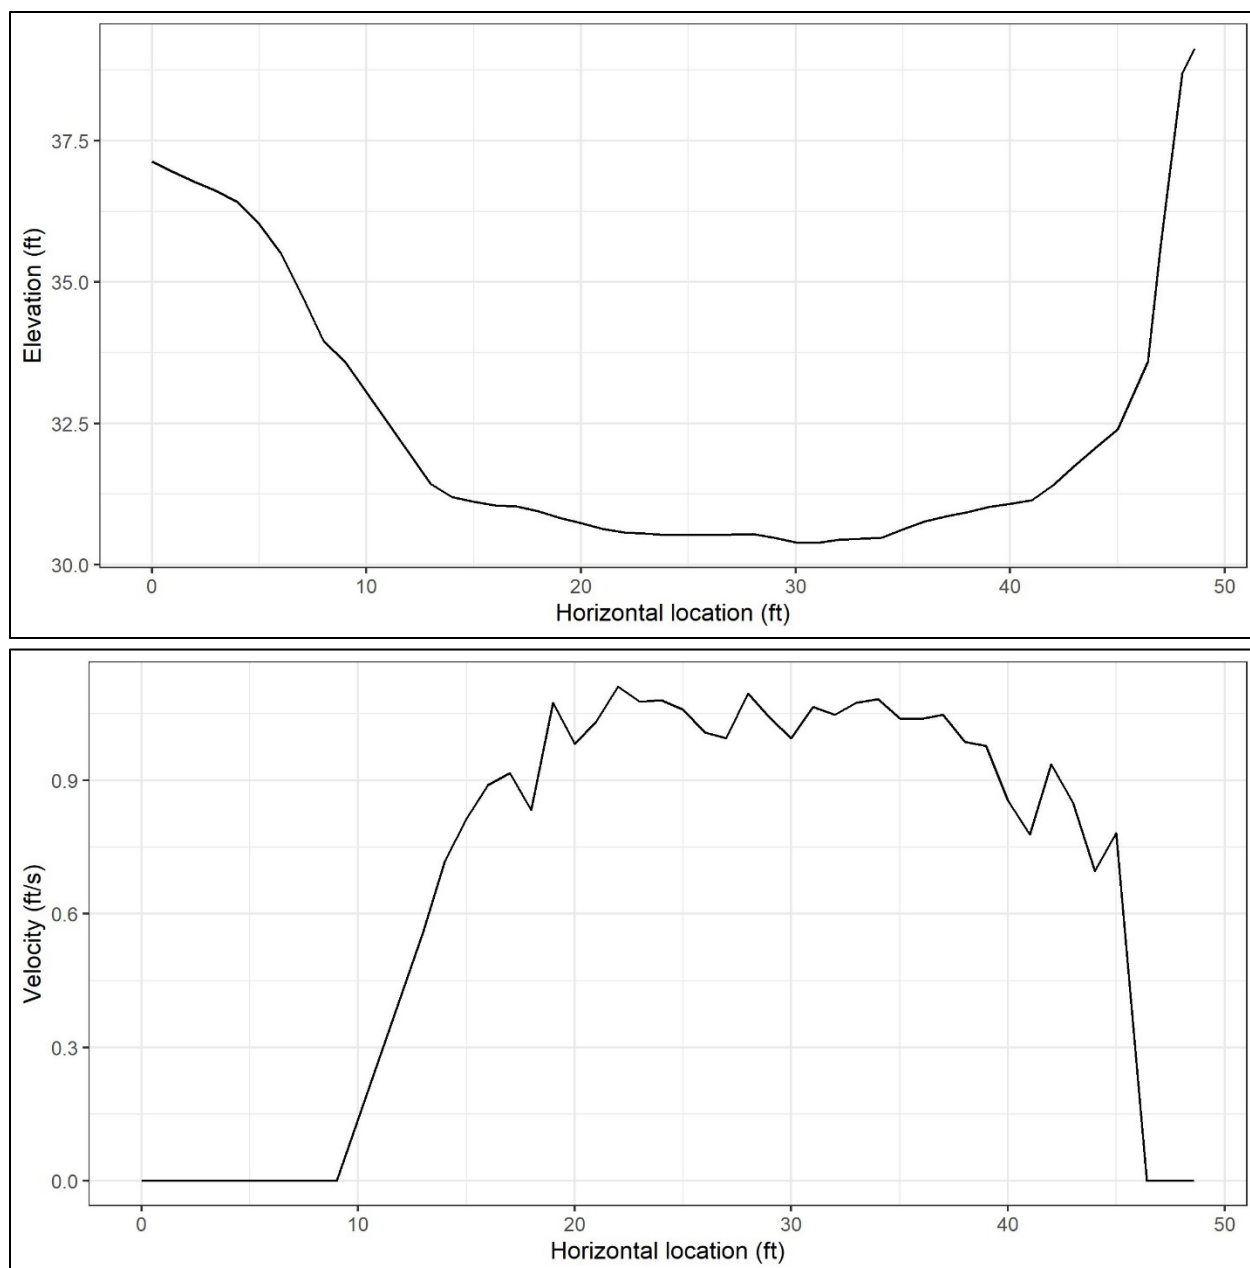 37.5
35.0
32.5
30.0
Elevation (ft)
0 10 20 30 40 50
Horizontal location (ft)
0.9
0.6
0.3
0.0
Velocity (ft/s)
0 10 20 30 40 50
Horizontal location (ft)